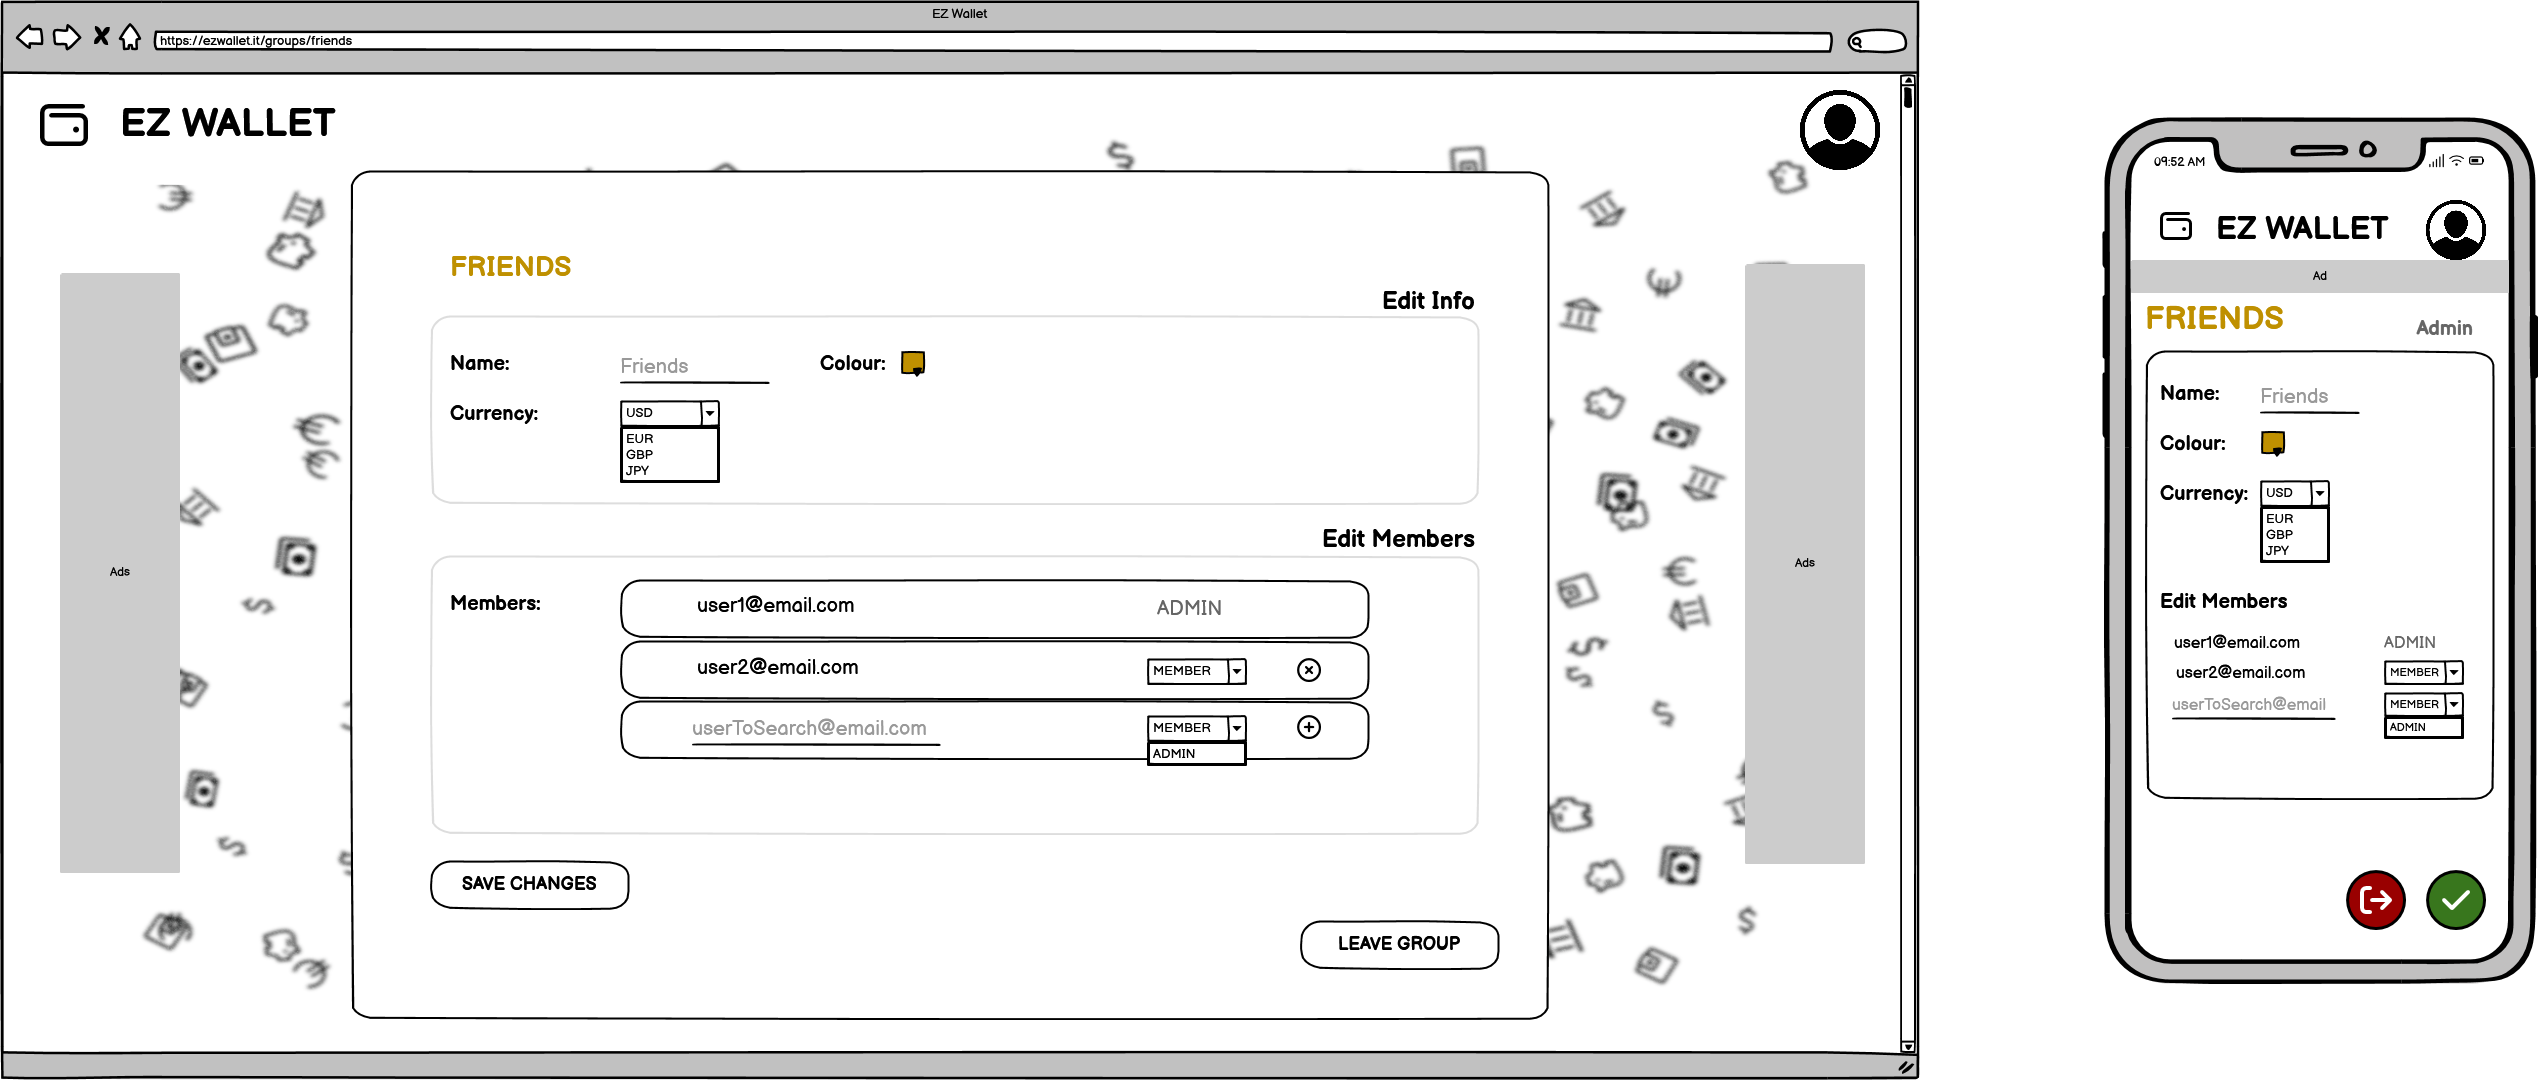 EZ Wallet
https://ezwallet.it/groups/friends
EZ WALLET
FRIENDS
Edit Info
Name: Friends Colour:
Currency: USD
EUR
GBP
JPY
Edit Members
Members: user1@email.com ADMIN
user2@email.com MEMBER
userToSearch@email.com MEMBER
ADMIN
SAVE CHANGES
LEAVE GROUP
Ads
Ads
09:52 AM
EZ WALLET
Ad
FRIENDS
Admin
Name: Friends
Colour:
Currency: USD
EUR
GBP
JPY
Edit Members
user1@email.com ADMIN
user2@email.com MEMBER
userToSearch@email MEMBER
ADMIN